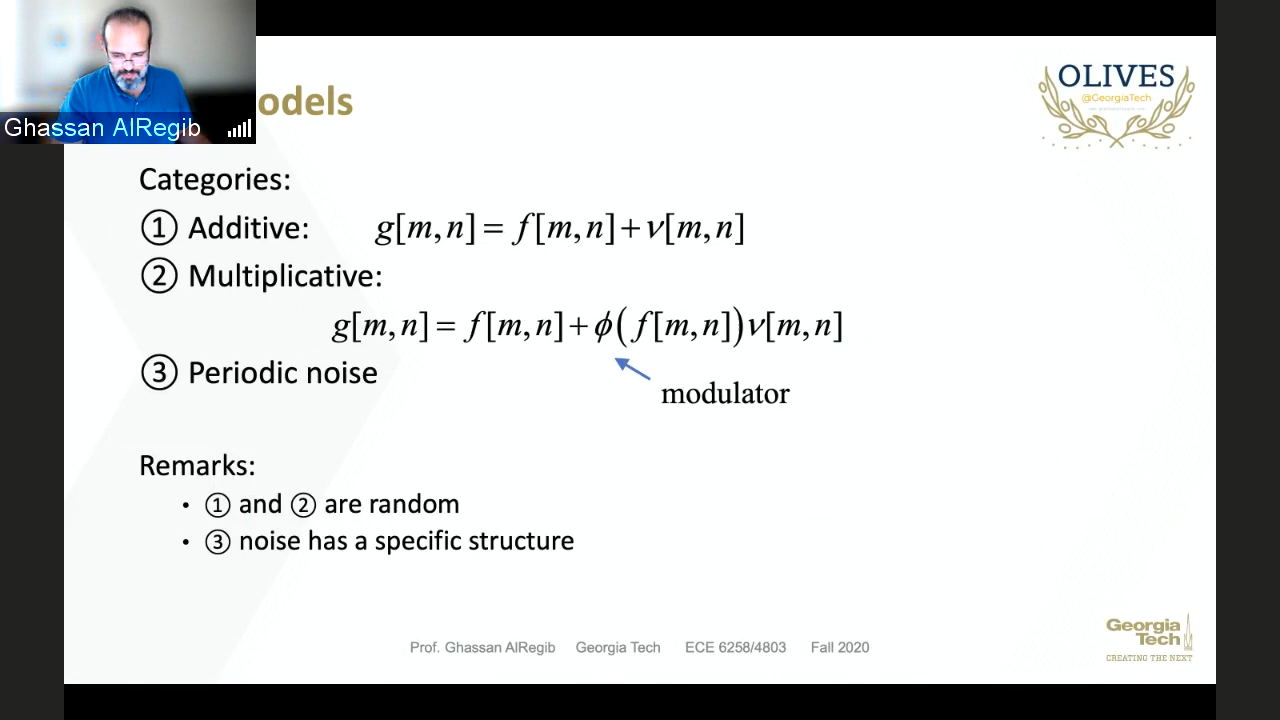 Ghassan AlRegib
odels
OLIVES
@GeorgiaTech
Categories:
① Additive: g[m,n] = f[m,n] + ν[m,n]
② Multiplicative:
g[m,n] = f[m,n] + ϕ(f[m,n])ν[m,n]
③ Periodic noise
modulator
Remarks:
• ① and ② are random
• ③ noise has a specific structure
Prof. Ghassan AlRegib Georgia Tech ECE 6258/4803 Fall 2020
Georgia
Tech
CREATING THE NEXT